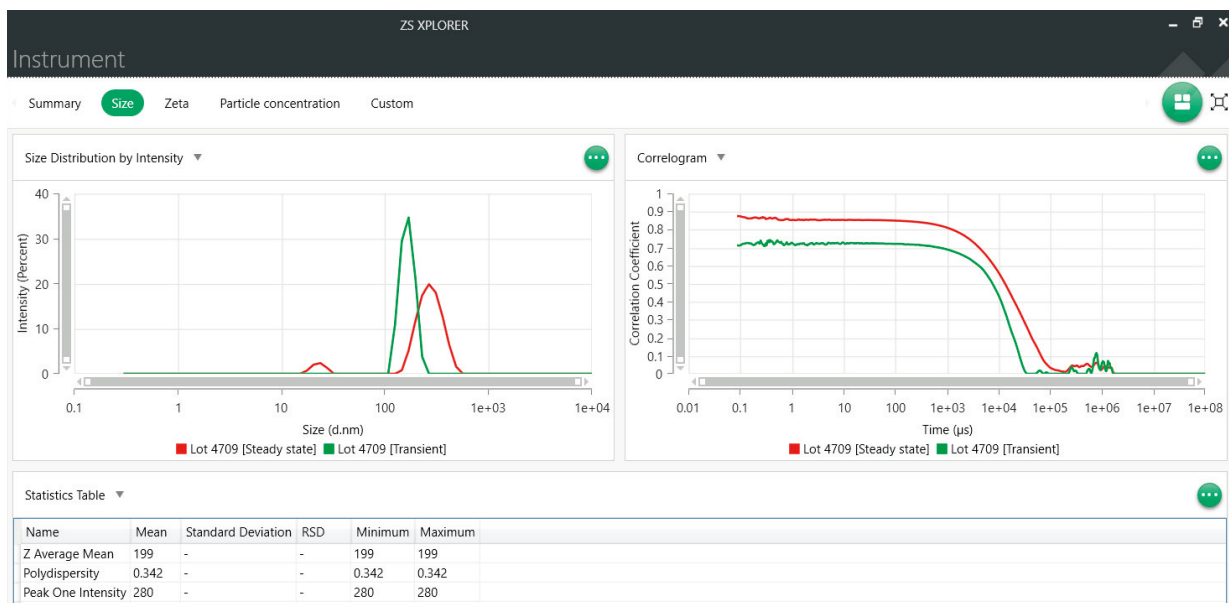 ZS XPLORER
Instrument
Summary Size Zeta Particle concentration Custom
Size Distribution by Intensity
40
30
20
10
0
Intensity (Percent)
0.1 1 10 100 1e+03 1e+04
Size (d.nm)
Lot 4709 [Steady state] Lot 4709 [Transient]
Correlogram
1
0.9
0.8
0.7
0.6
0.5
0.4
0.3
0.2
0.1
0
Correlation Coefficient
0.01 0.1 1 10 100 1e+03 1e+04 1e+05 1e+06 1e+07 1e+08
Time (µs)
Lot 4709 [Steady state] Lot 4709 [Transient]
Statistics Table
Name Mean Standard Deviation RSD Minimum Maximum
Z Average Mean 199 - - 199 199
Polydispersity 0.342 - - 0.342 0.342
Peak One Intensity 280 - - 280 280